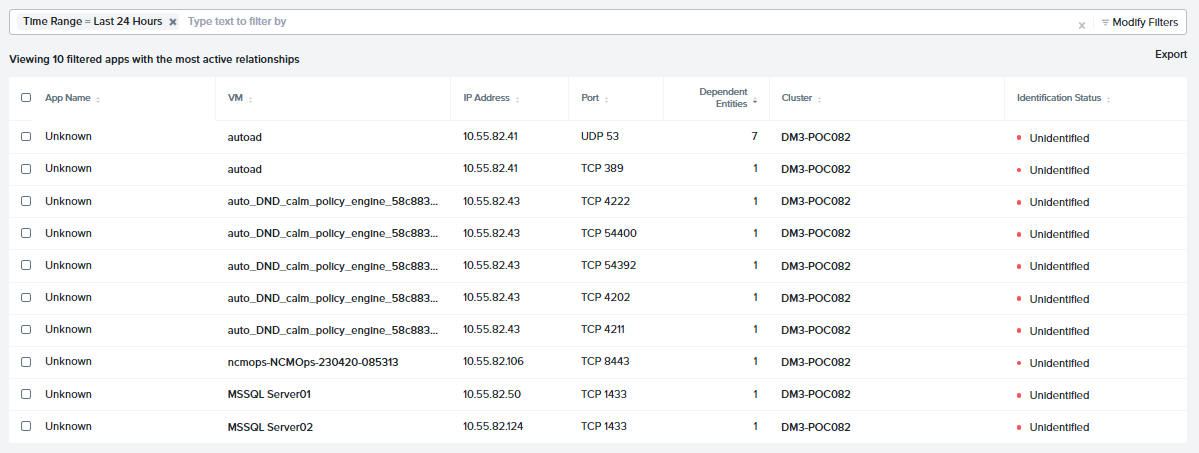 Time Range = Last 24 Hours × Type text to filter by × Modify Filters
Viewing 10 filtered apps with the most active relationships Export
App Name VM IP Address Port Dependent Entities Cluster Identification Status
Unknown autoad 10.55.82.41 UDP 53 7 DM3-POC082 Unidentified
Unknown autoad 10.55.82.41 TCP 389 1 DM3-POC082 Unidentified
Unknown auto_DND_calm_policy_engine_58c883... 10.55.82.43 TCP 4222 1 DM3-POC082 Unidentified
Unknown auto_DND_calm_policy_engine_58c883... 10.55.82.43 TCP 54400 1 DM3-POC082 Unidentified
Unknown auto_DND_calm_policy_engine_58c883... 10.55.82.43 TCP 54392 1 DM3-POC082 Unidentified
Unknown auto_DND_calm_policy_engine_58c883... 10.55.82.43 TCP 4202 1 DM3-POC082 Unidentified
Unknown auto_DND_calm_policy_engine_58c883... 10.55.82.43 TCP 4211 1 DM3-POC082 Unidentified
Unknown ncmops-NCMOps-230420-085313 10.55.82.106 TCP 8443 1 DM3-POC082 Unidentified
Unknown MSSQL Server01 10.55.82.50 TCP 1433 1 DM3-POC082 Unidentified
Unknown MSSQL Server02 10.55.82.124 TCP 1433 1 DM3-POC082 Unidentified